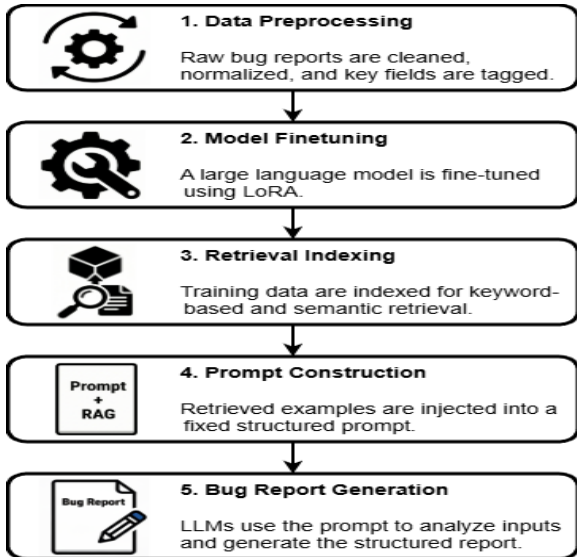 1. Data Preprocessing
Raw bug reports are cleaned,
normalized, and key fields are tagged.
2. Model Finetuning
A large language model is fine-tuned
using LoRA.
3. Retrieval Indexing
Training data are indexed for keyword-
based and semantic retrieval.
Prompt
+
RAG
4. Prompt Construction
Retrieved examples are injected into a
fixed structured prompt.
Bug Report
5. Bug Report Generation
LLMs use the prompt to analyze inputs
and generate the structured report.